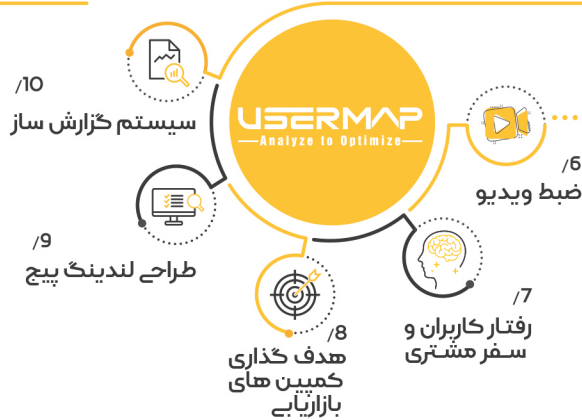 USERMAP
Analyze to Optimize
6/
ضبط ویدیو
7/
رفتار کاربران و
سفر مشتری
8/
هدف گذاری
کمپین های
بازاریابی
9/
طراحی لندینگ پیج
10/
سیستم گزارش ساز